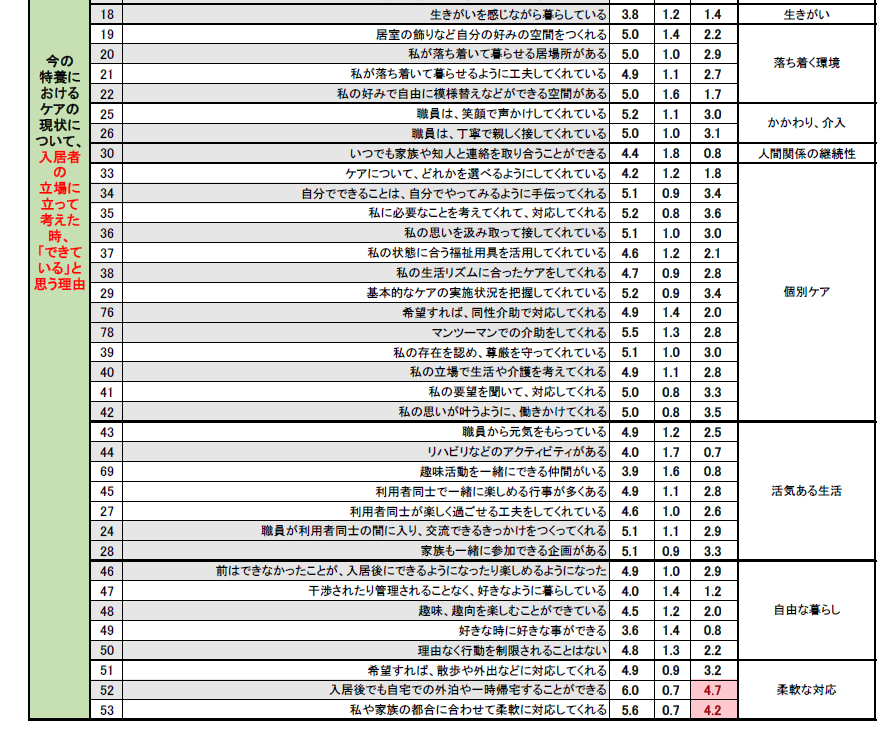 今の
特養に
おける
ケアの
現状に
ついて、
入居者
の
立場に
立って
考えた
時、
「できて
いる」と
思う理由
18 生きがいを感じながら暮らしている 3.8 1.2 1.4 生きがい
19 居室の飾りなど自分の好みの空間をつくれる 5.0 1.4 2.2
20 私が落ち着いて暮らせる居場所がある 5.0 1.0 2.9
落ち着く環境
21 私が落ち着いて暮らせるように工夫してくれている 4.9 1.1 2.7
22 私の好みで自由に模様替えなどができる空間がある 5.0 1.6 1.7
25 職員は、笑顔で声かけしてくれている 5.2 1.1 3.0
かかわり、介入
26 職員は、丁寧で親しく接してくれている 5.0 1.0 3.1
30 いつでも家族や知人と連絡を取り合うことができる 4.4 1.8 0.8 人間関係の継続性
33 ケアについて、どれかを選べるようにしてくれている 4.2 1.2 1.8
34 自分でできることは、自分でやってみるように手伝ってくれる 5.1 0.9 3.4
35 私に必要なことを考えてくれて、対応してくれる 5.2 0.8 3.6
36 私の思いを汲み取って接してくれている 5.1 1.0 3.0
37 私の状態に合う福祉用具を活用してくれている 4.6 1.2 2.1
38 私の生活リズムに合ったケアをしてくれる 4.7 0.9 2.8
29 基本的なケアの実施状況を把握してくれている 5.2 0.9 3.4 個別ケア
76 希望すれば、同性介助で対応してくれる 4.9 1.4 2.0
78 マンツーマンでの介助をしてくれる 5.5 1.3 2.8
39 私の存在を認め、尊厳を守ってくれている 5.1 1.0 3.0
40 私の立場で生活や介護を考えてくれる 4.9 1.1 2.8
41 私の要望を聞いて、対応してくれる 5.0 0.8 3.3
42 私の思いが叶うように、働きかけてくれる 5.0 0.8 3.5
43 職員から元気をもらっている 4.9 1.2 2.5
44 リハビリなどのアクティビティがある 4.0 1.7 0.7
69 趣味活動を一緒にできる仲間がいる 3.9 1.6 0.8
45 利用者同士で一緒に楽しめる行事が多くある 4.9 1.1 2.8 活気ある生活
27 利用者同士が楽しく過ごせる工夫をしてくれている 4.6 1.0 2.6
24 職員が利用者同士の間に入り、交流できるきっかけをつくってくれる 5.1 1.1 2.9
28 家族も一緒に参加できる企画がある 5.1 0.9 3.3
46 前はできなかったことが、入居後にできるようになったり楽しめるようになった 4.9 1.0 2.9
47 干渉されたり管理されることなく、好きなように暮らしている 4.0 1.4 1.2
48 趣味、趣向を楽しむことができている 4.5 1.2 2.0 自由な暮らし
49 好きな時に好きな事ができる 3.6 1.4 0.8
50 理由なく行動を制限されることはない 4.8 1.3 2.2
51 希望すれば、散歩や外出などに対応してくれる 4.9 0.9 3.2
52 入居後でも自宅での外泊や一時帰宅することができる 6.0 0.7 4.7 柔軟な対応
53 私や家族の都合に合わせて柔軟に対応してくれる 5.6 0.7 4.2